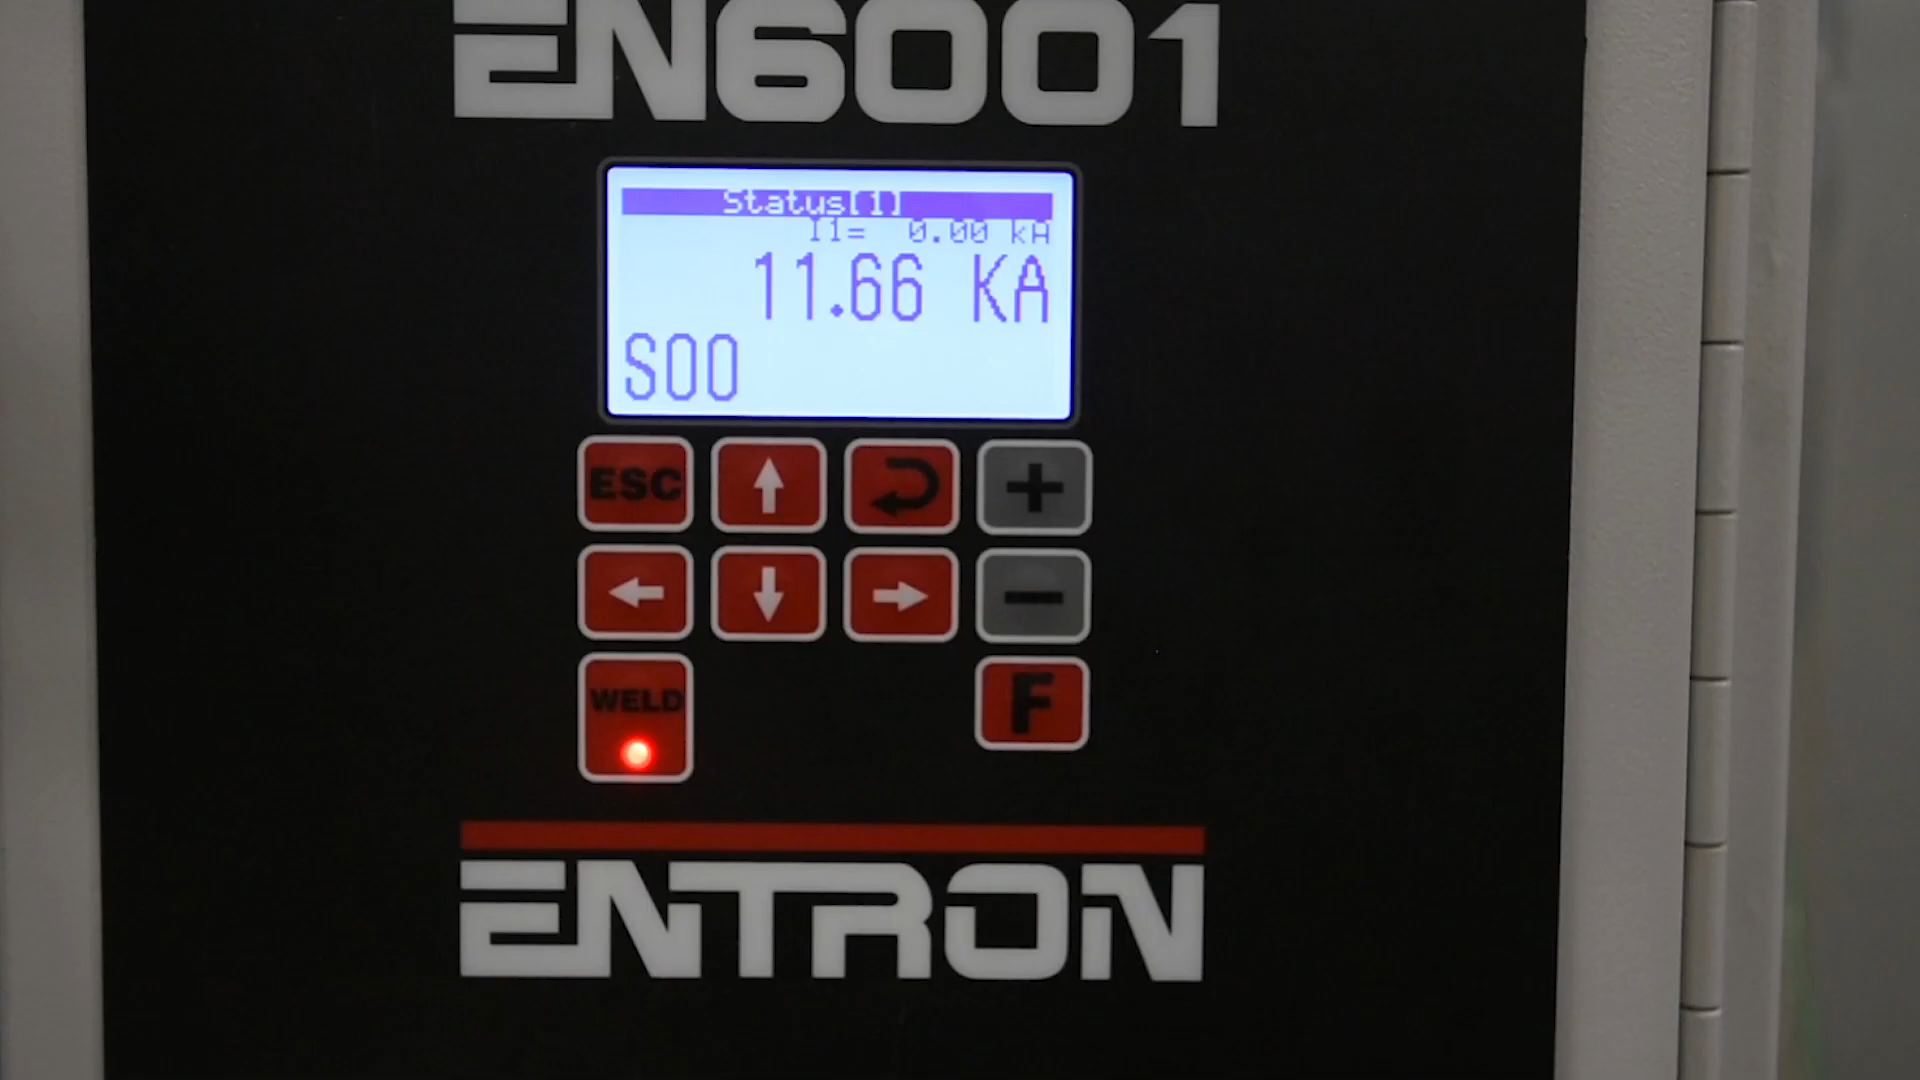 EN6001
Status[1]
I1= 0.00 kA
11.66 KA
S00
ESC
+
-
WELD
F
ENTRON